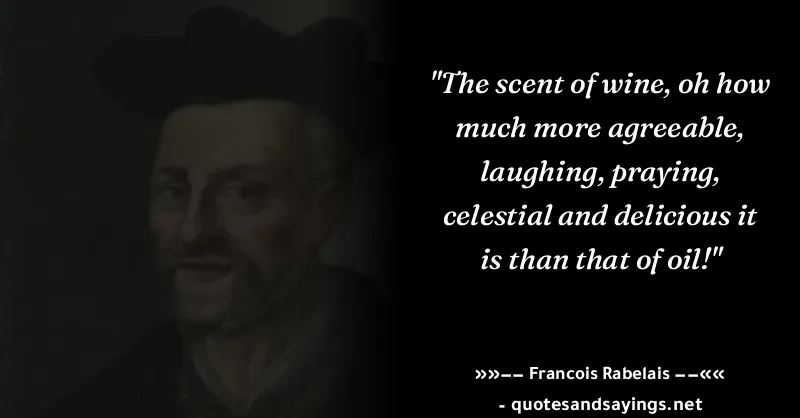 "The scent of wine, oh how
much more agreeable,
laughing, praying,
celestial and delicious it
is than that of oil!"
»»—— Francois Rabelais ——««
- quotesandsayings.net